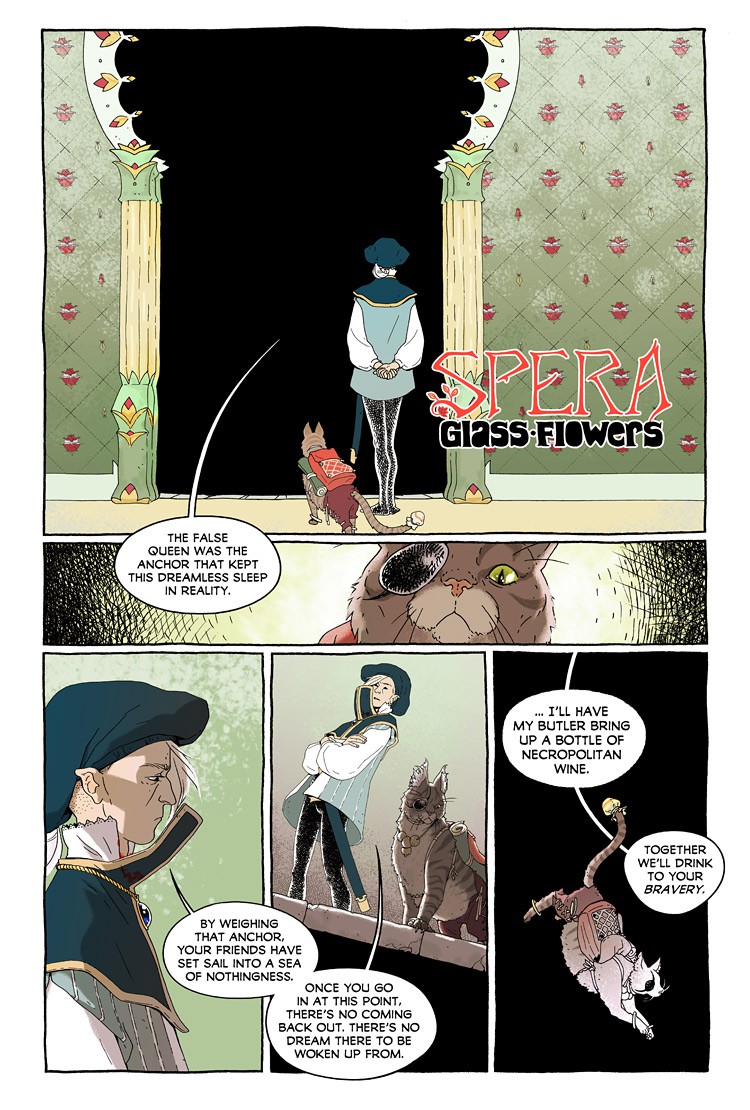 SPERA
Glass·Flowers
THE FALSE
QUEEN WAS THE
ANCHOR THAT KEPT
THIS DREAMLESS SLEEP
IN REALITY.
BY WEIGHING
THAT ANCHOR,
YOUR FRIENDS HAVE
SET SAIL INTO A SEA
OF NOTHINGNESS.
ONCE YOU GO
IN AT THIS POINT,
THERE'S NO COMING
BACK OUT. THERE'S NO
DREAM THERE TO BE
WOKEN UP FROM.
... I'LL HAVE
MY BUTLER BRING
UP A BOTTLE OF
NECROPOLITAN
WINE.
TOGETHER
WE'LL DRINK
TO YOUR
BRAVERY.